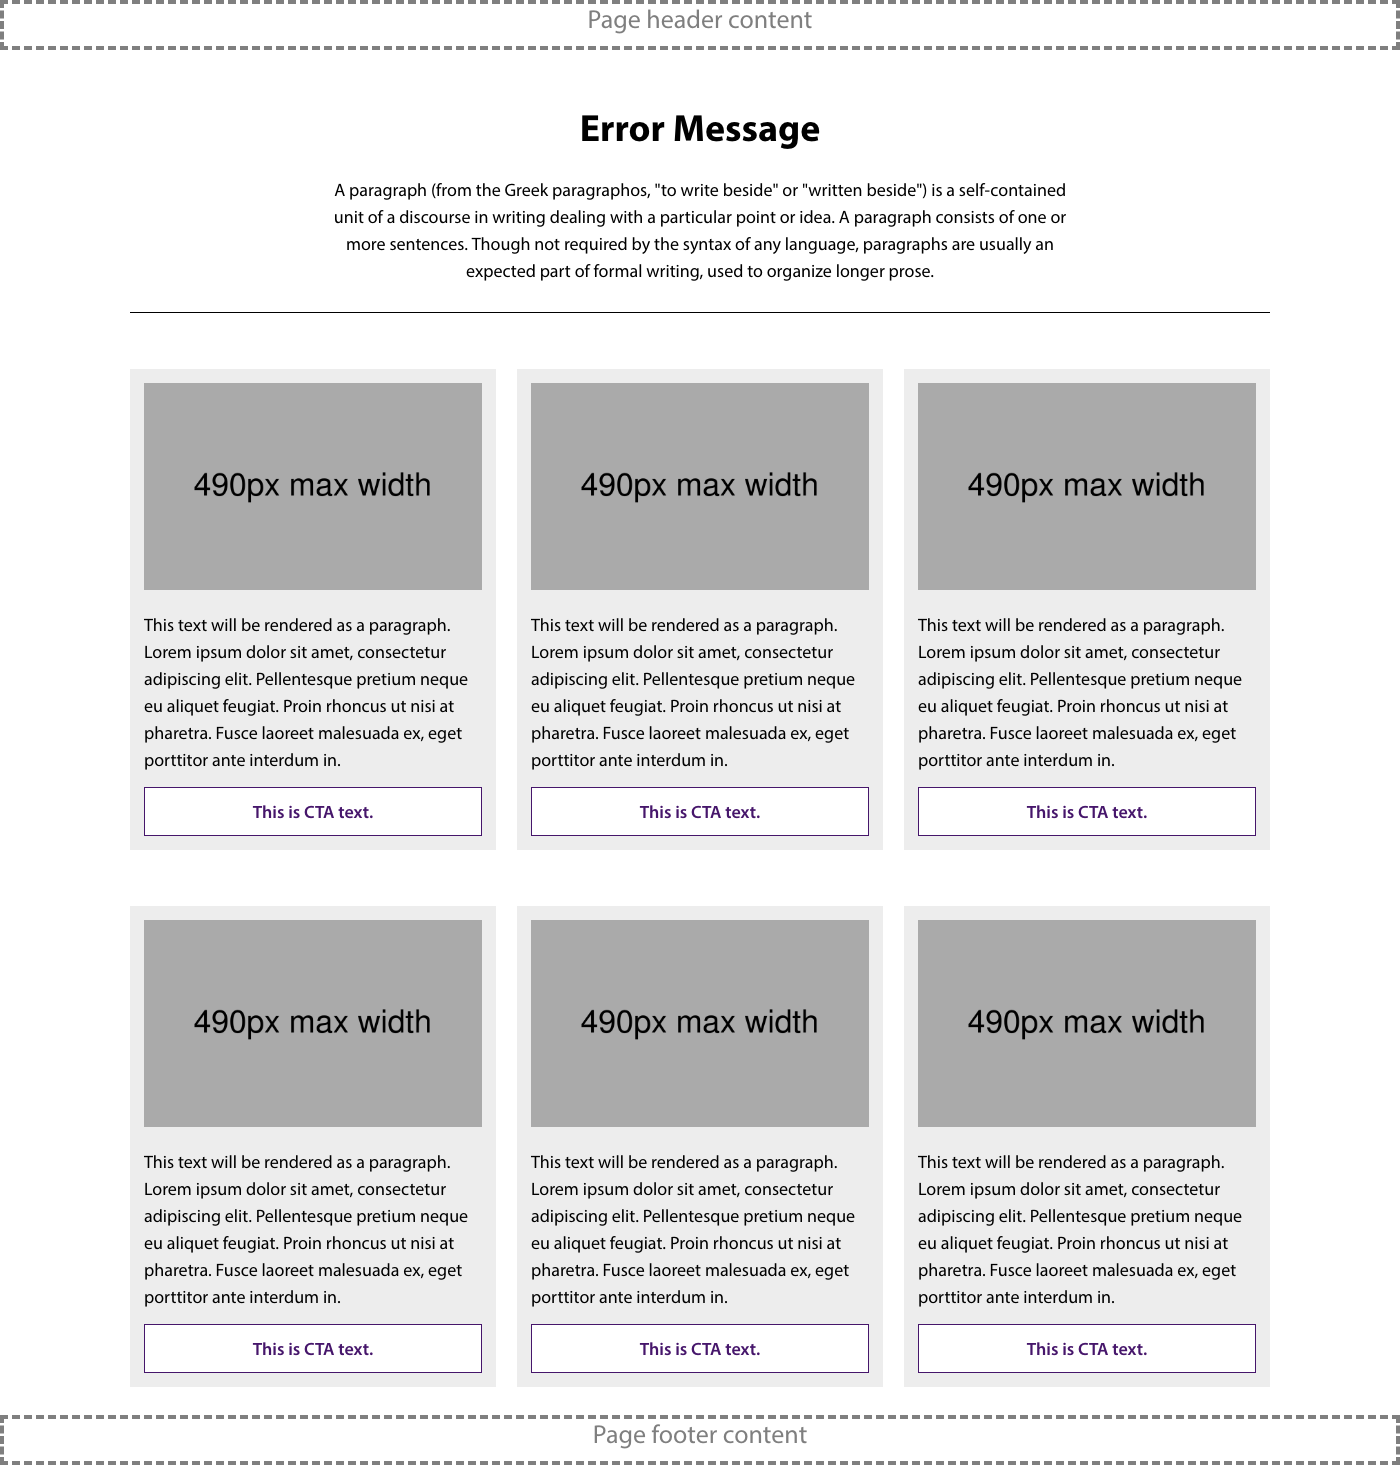 Page header content
Error Message
A paragraph (from the Greek paragraphos, "to write beside" or "written beside") is a self-contained
unit of a discourse in writing dealing with a particular point or idea. A paragraph consists of one or
more sentences. Though not required by the syntax of any language, paragraphs are usually an
expected part of formal writing, used to organize longer prose.
490px max width
This text will be rendered as a paragraph.
Lorem ipsum dolor sit amet, consectetur
adipiscing elit. Pellentesque pretium neque
eu aliquet feugiat. Proin rhoncus ut nisi at
pharetra. Fusce laoreet malesuada ex, eget
porttitor ante interdum in.
This is CTA text.
490px max width
This text will be rendered as a paragraph.
Lorem ipsum dolor sit amet, consectetur
adipiscing elit. Pellentesque pretium neque
eu aliquet feugiat. Proin rhoncus ut nisi at
pharetra. Fusce laoreet malesuada ex, eget
porttitor ante interdum in.
This is CTA text.
490px max width
This text will be rendered as a paragraph.
Lorem ipsum dolor sit amet, consectetur
adipiscing elit. Pellentesque pretium neque
eu aliquet feugiat. Proin rhoncus ut nisi at
pharetra. Fusce laoreet malesuada ex, eget
porttitor ante interdum in.
This is CTA text.
490px max width
This text will be rendered as a paragraph.
Lorem ipsum dolor sit amet, consectetur
adipiscing elit. Pellentesque pretium neque
eu aliquet feugiat. Proin rhoncus ut nisi at
pharetra. Fusce laoreet malesuada ex, eget
porttitor ante interdum in.
This is CTA text.
490px max width
This text will be rendered as a paragraph.
Lorem ipsum dolor sit amet, consectetur
adipiscing elit. Pellentesque pretium neque
eu aliquet feugiat. Proin rhoncus ut nisi at
pharetra. Fusce laoreet malesuada ex, eget
porttitor ante interdum in.
This is CTA text.
490px max width
This text will be rendered as a paragraph.
Lorem ipsum dolor sit amet, consectetur
adipiscing elit. Pellentesque pretium neque
eu aliquet feugiat. Proin rhoncus ut nisi at
pharetra. Fusce laoreet malesuada ex, eget
porttitor ante interdum in.
This is CTA text.
Page footer content